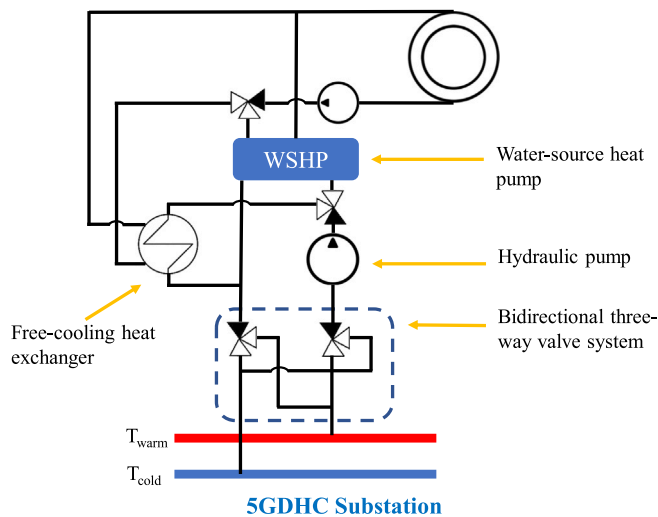 WSHP
Water-source heat
pump
Hydraulic pump
Bidirectional three-
way valve system
Free-cooling heat
exchanger
Twarm
Tcold
5GDHC Substation